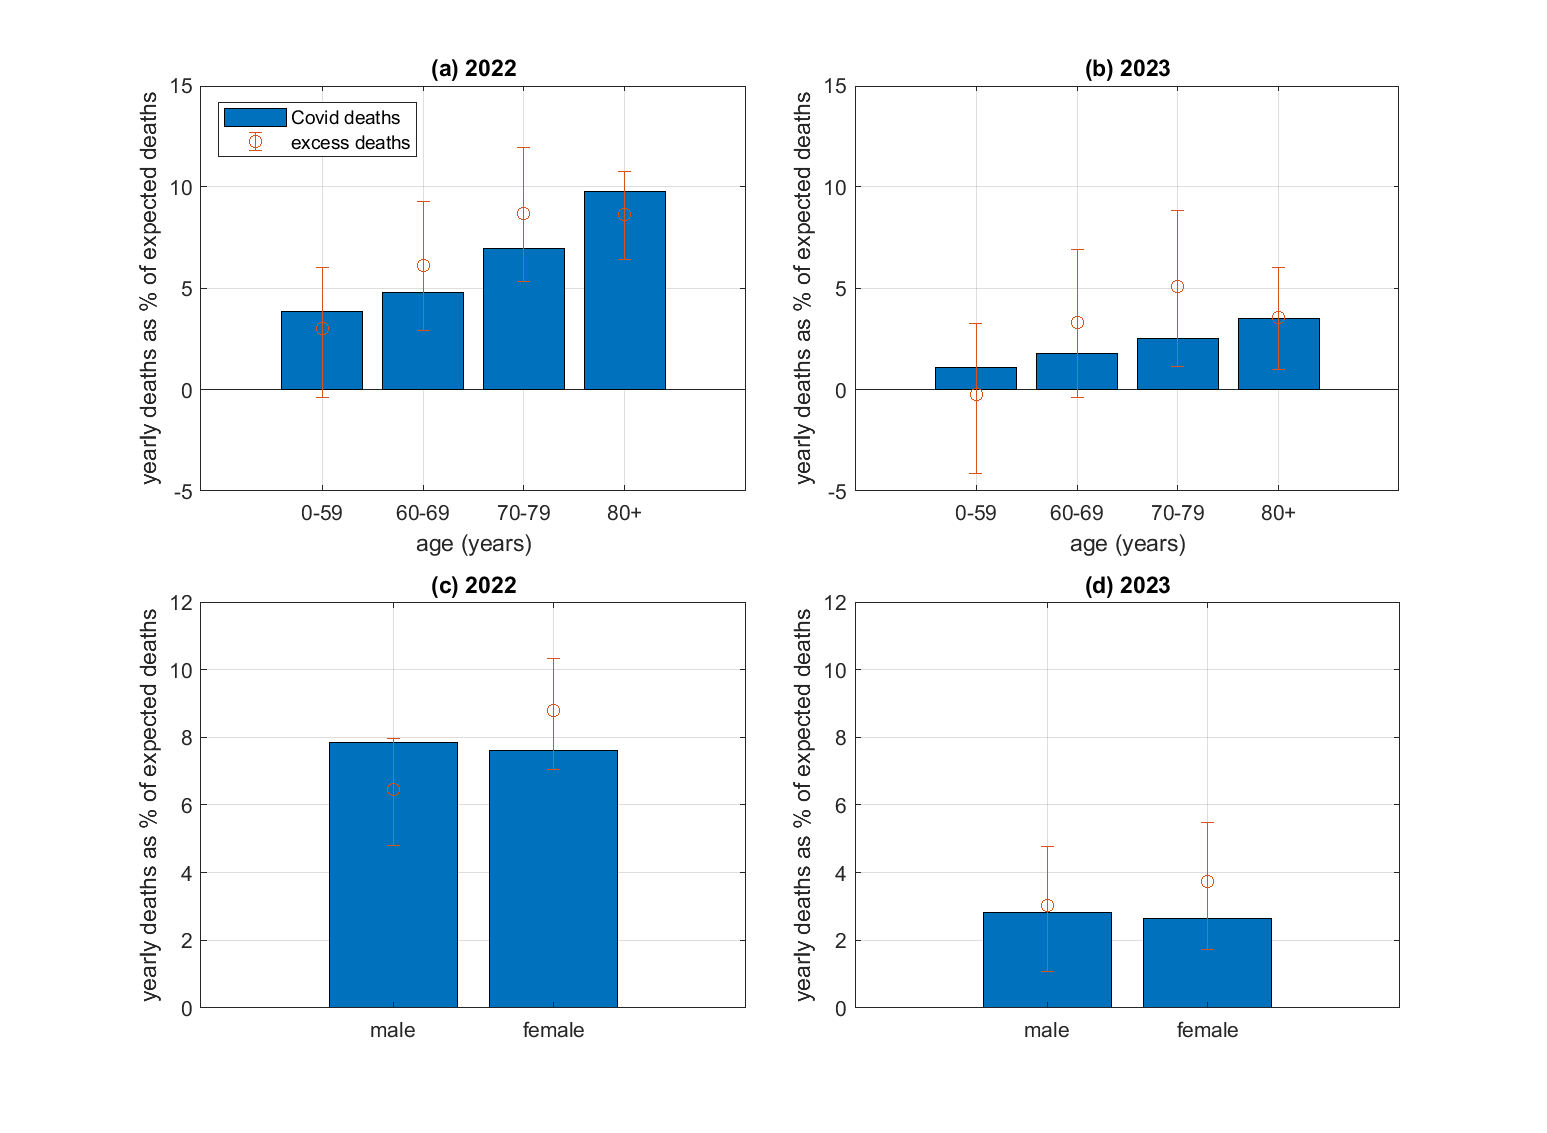 (a) 2022
15
10
5
0
-5
yearly deaths as % of expected deaths
Covid deaths
excess deaths
0-59 60-69 70-79 80+
age (years)
(b) 2023
15
10
5
0
-5
yearly deaths as % of expected deaths
0-59 60-69 70-79 80+
age (years)
(c) 2022
12
10
8
6
4
2
0
yearly deaths as % of expected deaths
male female
(d) 2023
12
10
8
6
4
2
0
yearly deaths as % of expected deaths
male female